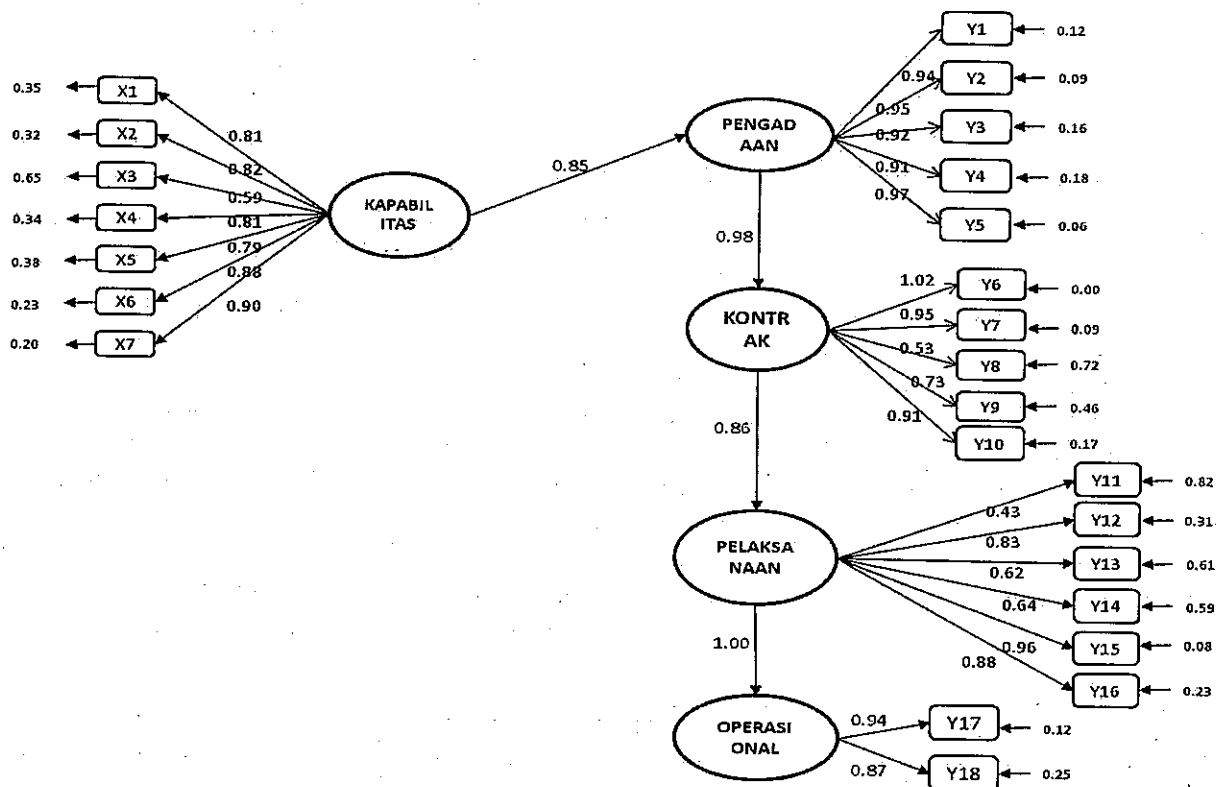 0.35
X1
0.32
X2
0.65
X3
0.34
X4
0.38
X5
0.23
X6
0.20
X7
0.81
0.82
0.59
0.81
0.79
0.88
0.90
KAPABIL
ITAS
0.85
PENGAD
AAN
0.94
0.95
0.92
0.91
0.97
Y1
0.12
Y2
0.09
Y3
0.16
Y4
0.18
Y5
0.06
0.98
KONTR
AK
1.02
0.95
0.53
0.73
0.91
Y6
0.00
Y7
0.09
Y8
0.72
Y9
0.46
Y10
0.17
0.86
PELAKSA
NAAN
0.43
0.83
0.62
0.64
0.96
0.88
Y11
0.82
Y12
0.31
Y13
0.61
Y14
0.59
Y15
0.08
Y16
0.23
1.00
OPERASI
ONAL
0.94
0.87
Y17
0.12
Y18
0.25